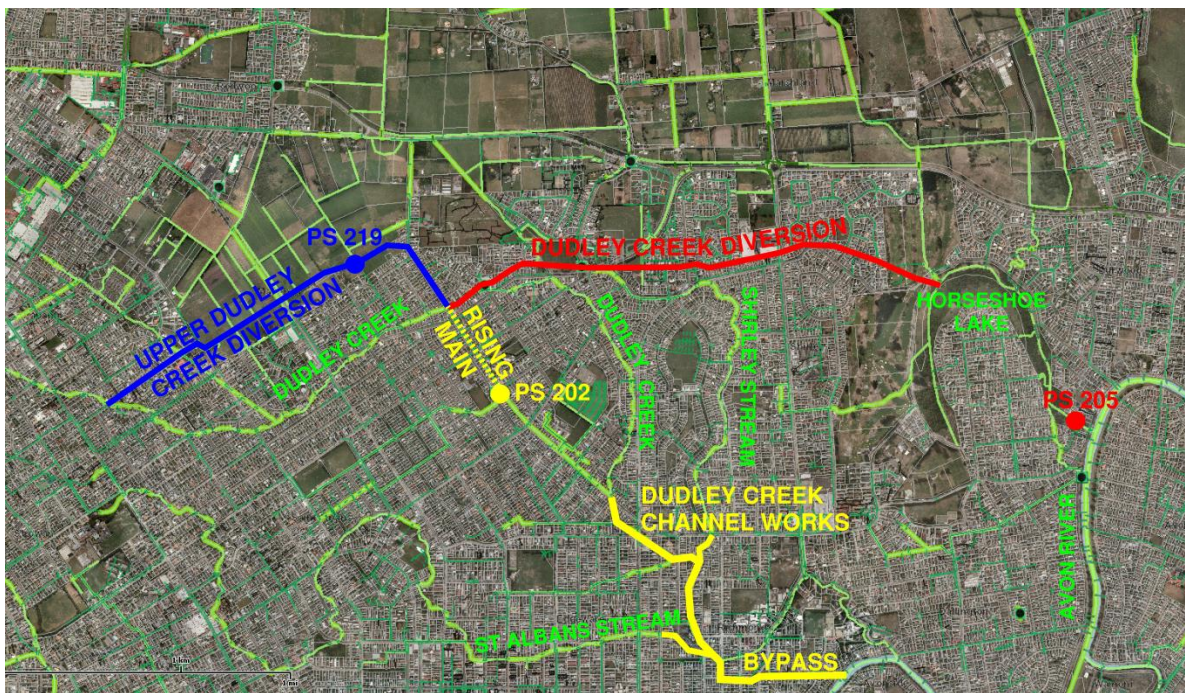 PS 219
UPPER DUDLEY
CREEK DIVERSION
DUDLEY CREEK
RISING
MAIN
PS 202
DUDLEY CREEK DIVERSION
DUDLEY CREEK
SHIRLEY STREAM
HORSESHOE
LAKE
PS 205
DUDLEY CREEK
CHANNEL WORKS
AVON RIVER
ST ALBANS STREAM
BYPASS